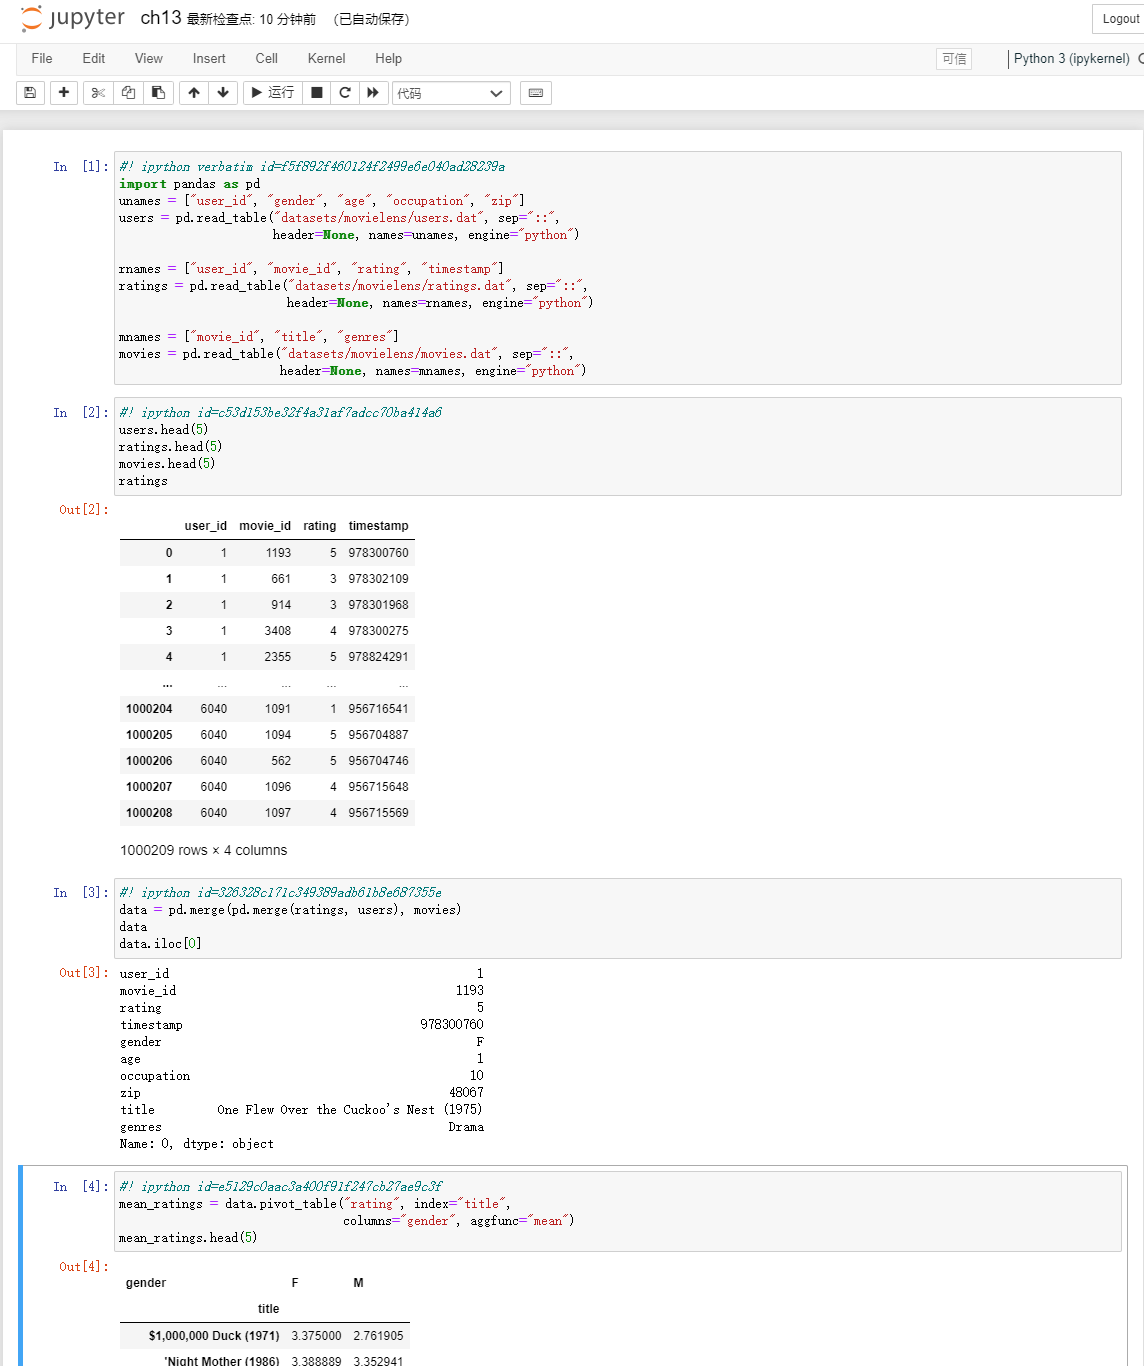 jupyter ch13 最新检查点: 10 分钟前 (已自动保存) Logout
File Edit View Insert Cell Kernel Help 可信 Python 3 (ipykernel)
运行 代码
In [1]: #! ipython verbatim id=f5f892f460124f2499e6e040ad28239a
import pandas as pd
unames = ["user_id", "gender", "age", "occupation", "zip"]
users = pd.read_table("datasets/movielens/users.dat", sep="::",
header=None, names=unames, engine="python")
rnames = ["user_id", "movie_id", "rating", "timestamp"]
ratings = pd.read_table("datasets/movielens/ratings.dat", sep="::",
header=None, names=rnames, engine="python")
mnames = ["movie_id", "title", "genres"]
movies = pd.read_table("datasets/movielens/movies.dat", sep="::",
header=None, names=mnames, engine="python")
In [2]: #! ipython id=c53d153be32f4a31af7adcc70ba414a6
users.head(5)
ratings.head(5)
movies.head(5)
ratings
Out[2]:
user_id movie_id rating timestamp
0 1 1193 5 978300760
1 1 661 3 978302109
2 1 914 3 978301968
3 1 3408 4 978300275
4 1 2355 5 978824291
... ... ... ... ...
1000204 6040 1091 1 956716541
1000205 6040 1094 5 956704887
1000206 6040 562 5 956704746
1000207 6040 1096 4 956715648
1000208 6040 1097 4 956715569
1000209 rows × 4 columns
In [3]: #! ipython id=326328c171c349389adb61b8e687355e
data = pd.merge(pd.merge(ratings, users), movies)
data
data.iloc[0]
Out[3]: user_id 1
movie_id 1193
rating 5
timestamp 978300760
gender F
age 1
occupation 10
zip 48067
title One Flew Over the Cuckoo's Nest (1975)
genres Drama
Name: 0, dtype: object
In [4]: #! ipython id=e5129c0aac3a400f91f247cb27ae9c3f
mean_ratings = data.pivot_table("rating", index="title",
columns="gender", aggfunc="mean")
mean_ratings.head(5)
Out[4]:
gender F M
title
$1,000,000 Duck (1971) 3.375000 2.761905
'Night Mother (1986) 3.388889 3.352941